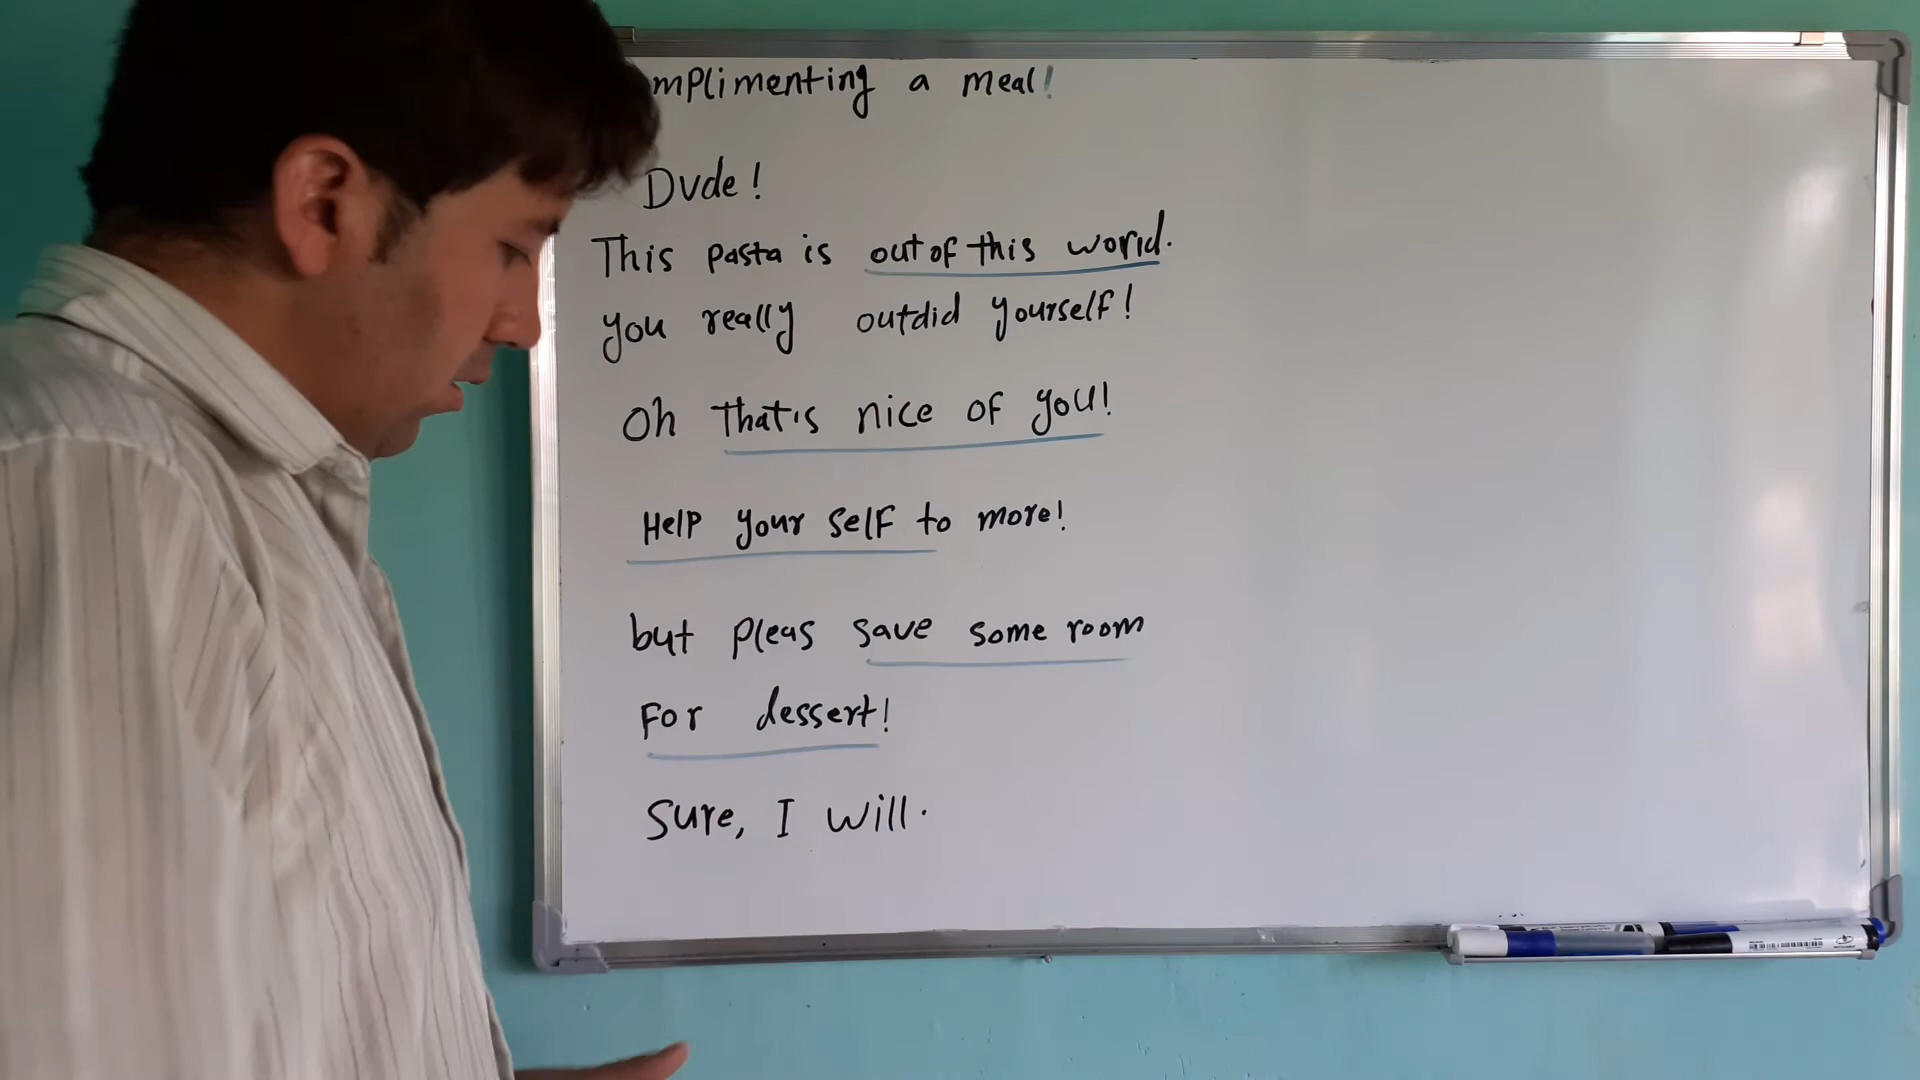 mplimenting a meal!
Dude!
This pasta is out of this world.
you really outdid yourself!
Oh That's nice of you!
Help your self to more!
but pleas save some room
For dessert!
Sure, I will.